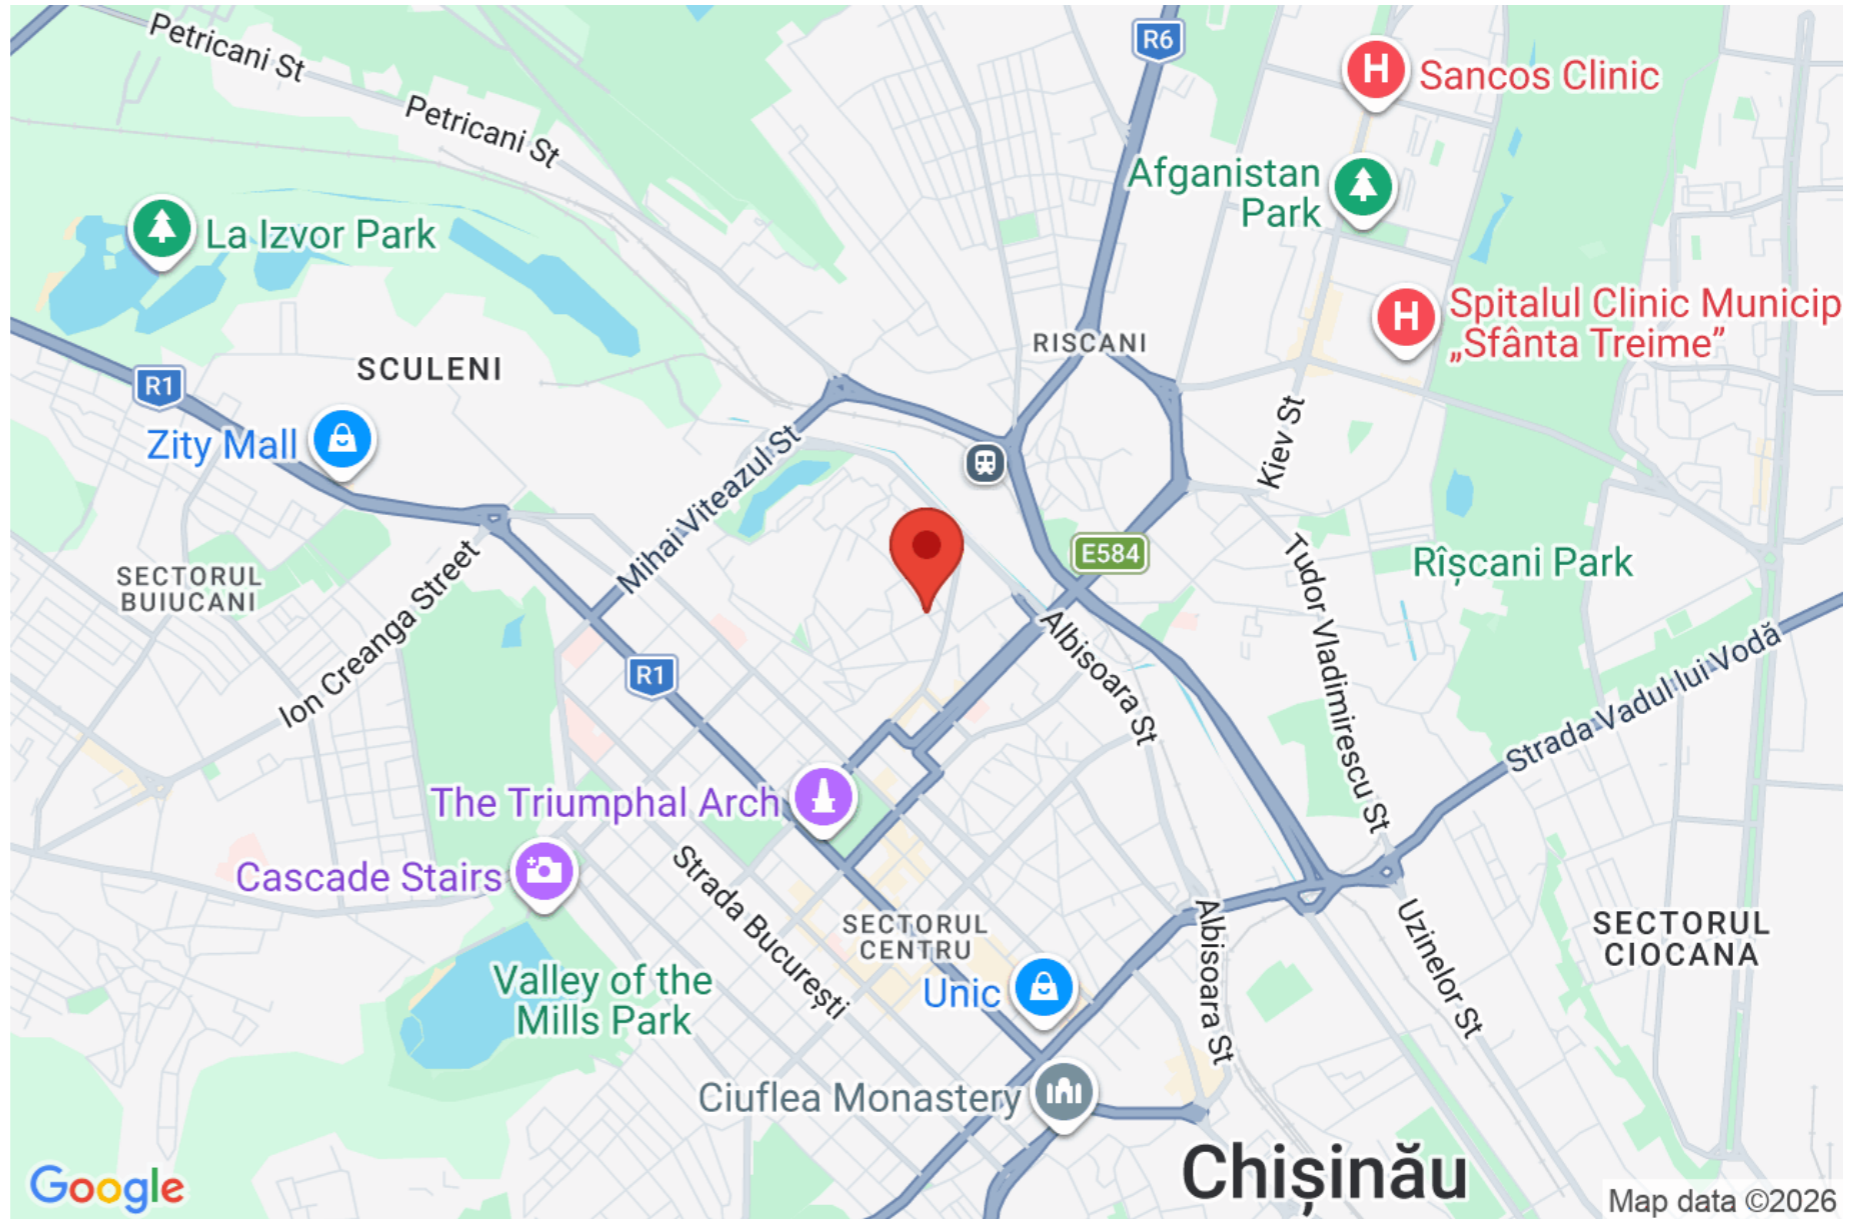 Petricani St
Petricani St
R6
Sancos Clinic
Afganistan
Park
La Izvor Park
Spitalul Clinic Municip
„Sfânta Treime”
RISCANI
SCULENI
R1
Zity Mall
Kiev St
Mihai Viteazul St
E584
Rîșcani Park
SECTORUL
BUIUCANI
Ion Creanga Street
Tudor Vladimirescu St
Albisoara St
R1
Strada Vadul lui Vodă
The Triumphal Arch
Cascade Stairs
Strada București
SECTORUL
CENTRU
Albisoara St
Uzinelor St
SECTORUL
CIOCANA
Valley of the
Mills Park
Unic
Ciuflea Monastery
Chișinău
Google
Map data ©2026